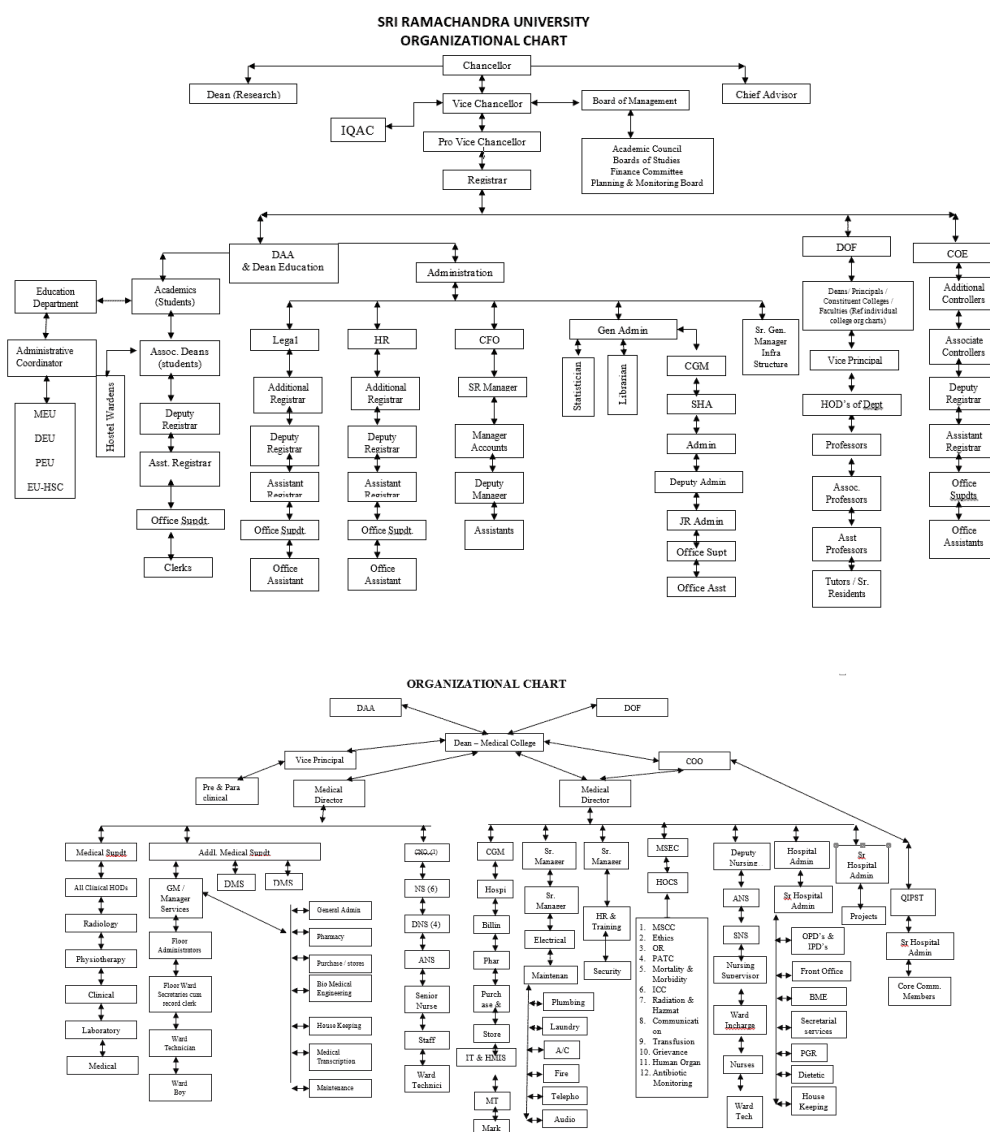 SRI RAMACHANDRA UNIVERSITY
ORGANIZATIONAL CHART
Chancellor
Dean (Research)
Chief Advisor
Vice Chancellor
Board of Management
IQAC
Pro Vice Chancellor
Academic Council
Boards of Studies
Finance Committee
Planning & Monitoring Board
Registrar
DAA
& Dean Education
DOF
COE
Administration
Education
Department
Academics
(Students)
Deans/ Principals /
Constituent Colleges /
Faculties (Ref individual
college org charts)
Additional
Controllers
Legal
HR
CFO
Gen Admin
Sr. Gen.
Manager
Infra
Structure
Administrative
Coordinator
Hostel Wardens
Assoc. Deans
(students)
Statistician
Librarian
CGM
Vice Principal
Associate
Controllers
Additional
Registrar
Additional
Registrar
SR Manager
SHA
HOD's of Dept
Deputy
Registrar
MEU
DEU
PEU
EU-HSC
Deputy
Registrar
Deputy
Registrar
Deputy
Registrar
Manager
Accounts
Admin
Professors
Assistant
Registrar
Asst. Registrar
Assistant
Registrar
Assistant
Registrar
Deputy
Manager
Deputy Admin
Assoc.
Professors
Office
Supdts
Office Supdt.
Office Supdt.
Office Supdt.
Assistants
JR Admin
Asst
Professors
Office
Assistants
Clerks
Office
Assistant
Office
Assistant
Office Supt
Office Asst
Tutors / Sr.
Residents
ORGANIZATIONAL CHART
DAA
DOF
Dean – Medical College
Vice Principal
COO
Pre & Para
clinical
Medical
Director
Medical
Director
Medical Supdt
All Clinical HODs
Radiology
Physiotherapy
Clinical
Laboratory
Medical
Addl. Medical Supdt.
GM /
Manager
Services
DMS
DMS
Floor
Administrators
Floor Ward
Secretaries cum
record clerk
Ward
Technician
Ward
Boy
General Admin
Pharmacy
Purchase / stores
Bio Medical
Engineering
House Keeping
Medical
Transcription
Maintenance
NS (6)
DNS (4)
ANS
Senior
Nurse
Staff
Ward
Technici
CGM
Hospi
Billin
Phar
Purch
ase &
Store
IT & HMIS
MT
Mark
Sr.
Manager
Sr.
Manager
Electrical
Maintenan
Plumbing
Laundry
A/C
Fire
Telepho
Audio
Sr.
Manager
HR &
Training
Security
MSEC
HOCS
1. MSCC
2. Ethics
3. OR
4. PATC
5. Mortality &
Morbidity
6. ICC
7. Radiation &
Hazmat
8. Communicati
on
9. Transfusion
10. Grievance
11. Human Organ
12. Antibiotic
Monitoring
Deputy
Nursing
ANS
SNS
Nursing
Supervisor
Ward
Incharge
Nurses
Ward
Tech
Hospital
Admin
Sr Hospital
Admin
OPD's &
IPD's
Front Office
BME
Secretarial
services
PGR
Dietetic
House
Keeping
Sr
Hospital
Admin
Projects
QIPST
Sr Hospital
Admin
Core Comm.
Members